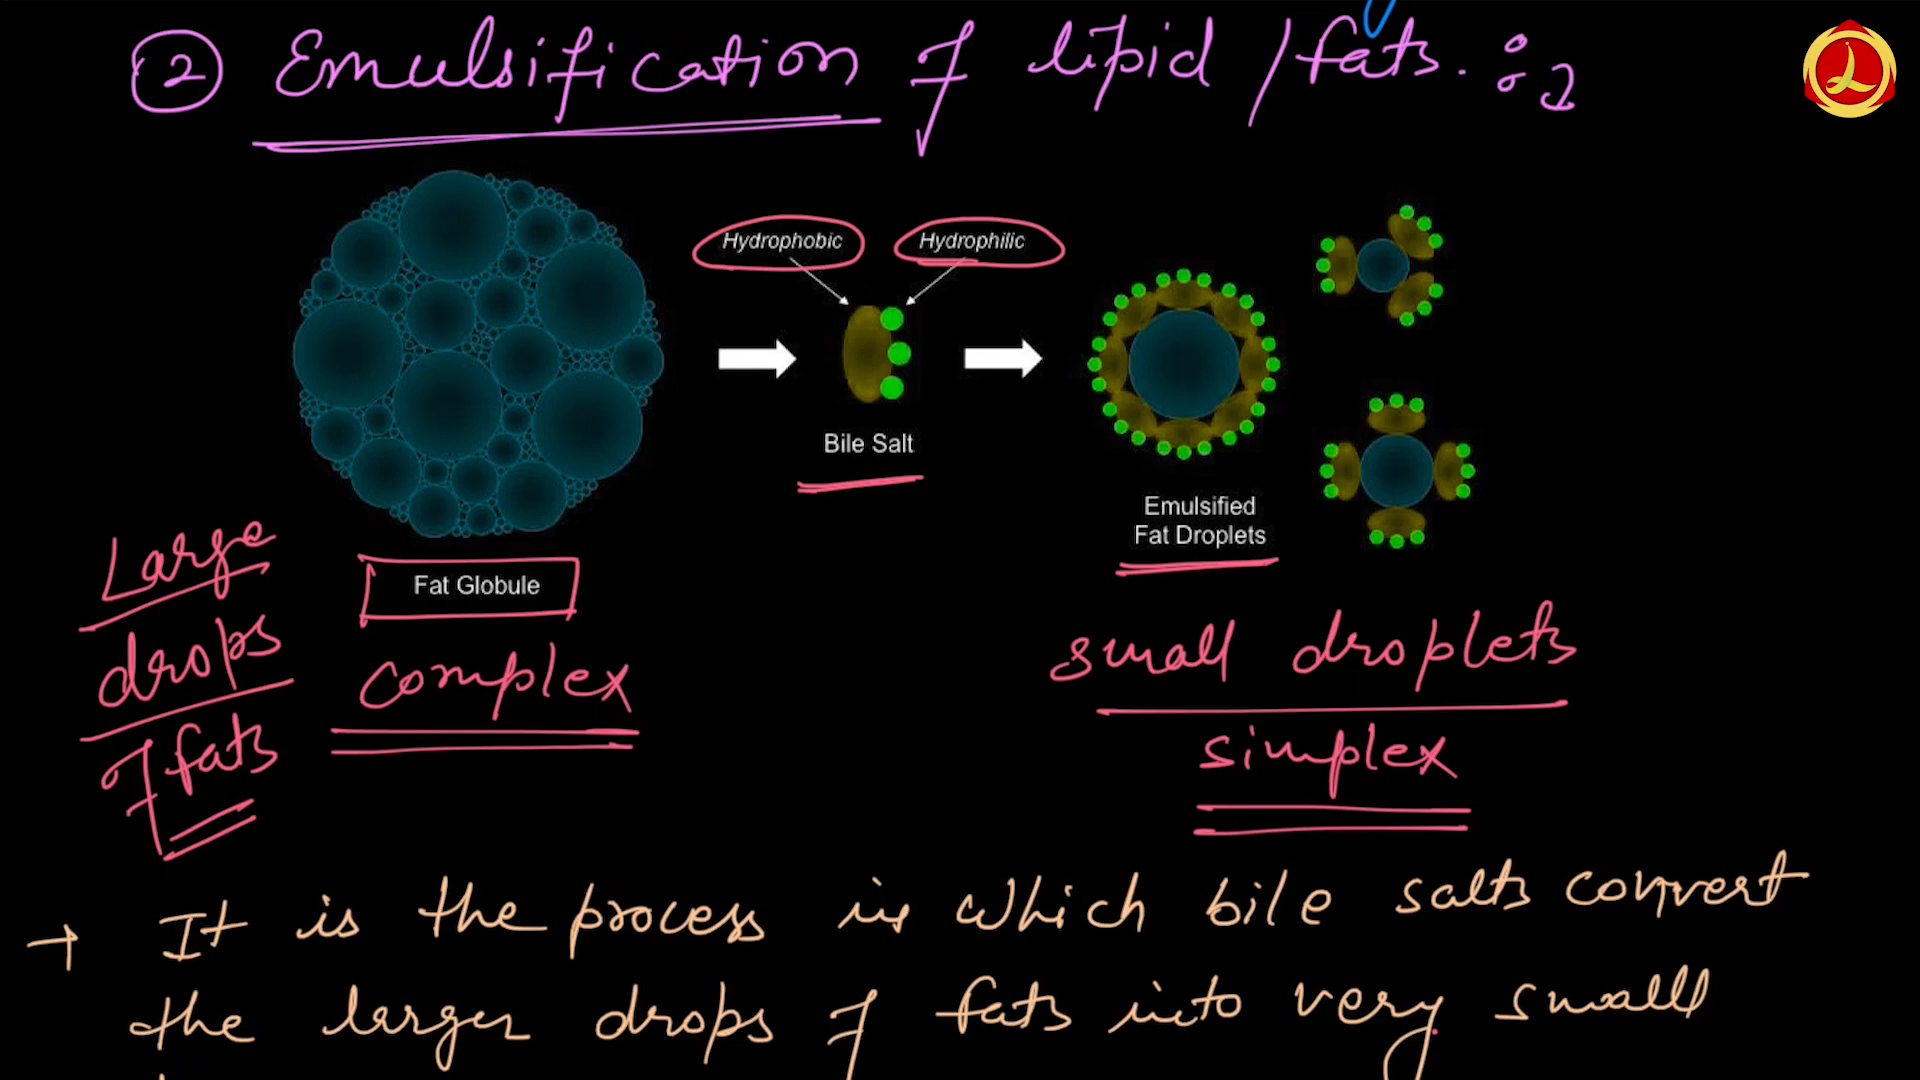 ② Emulsification of lipid / fats. :-
Hydrophobic Hydrophilic
Bile Salt
Emulsified
Fat Droplets
Fat Globule
Large
drops
of fats
complex
small droplets
simplex
→ It is the process in which bile salts convert
the larger drops of fats into very small